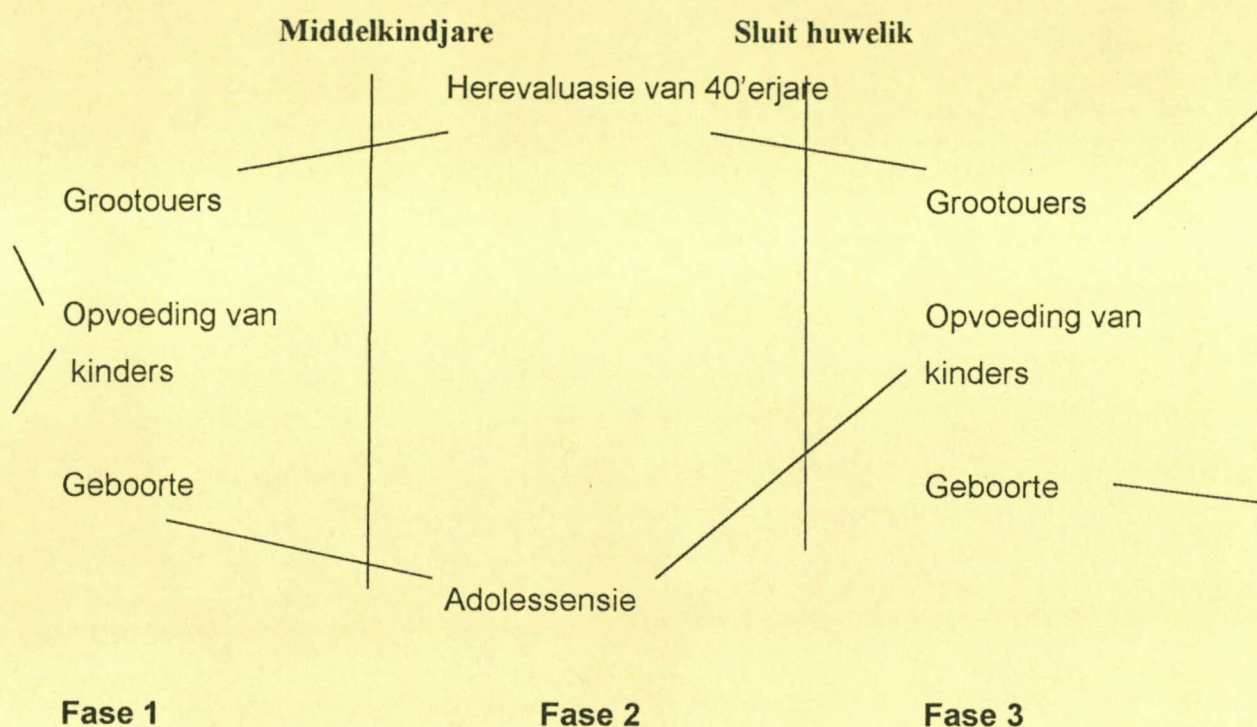 Middelkindjare Sluit huwelik
Herevaluasie van 40'erjare
Grootouers Grootouers
Opvoeding van Opvoeding van
kinders kinders
Geboorte Geboorte
Adolessensie
Fase 1 Fase 2 Fase 3